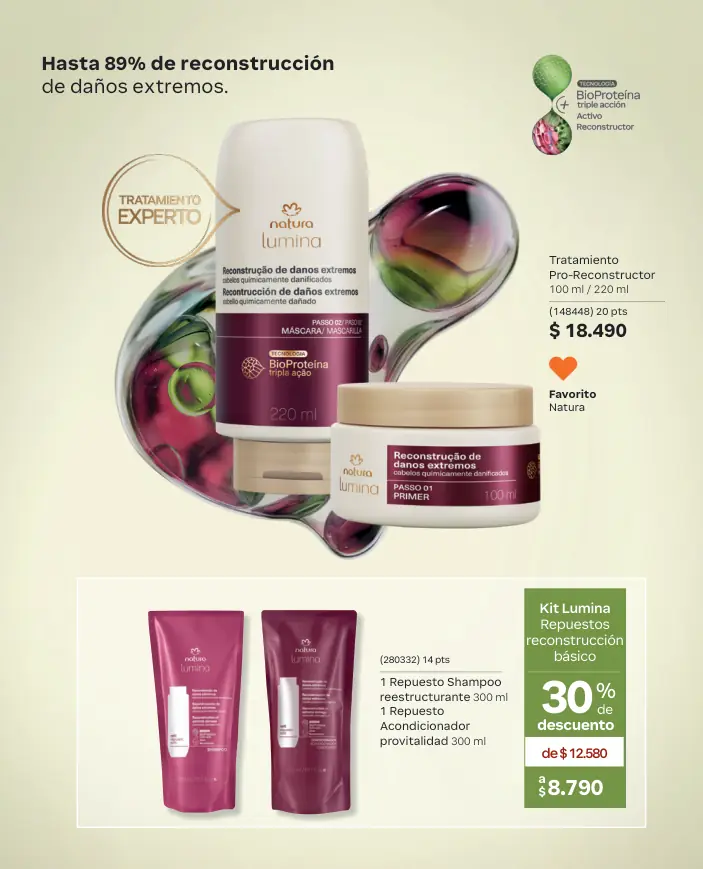 Hasta 89% de reconstrucción
de daños extremos.
TECNOLOGÍA
BioProteína
triple acción
Activo
Reconstructor
TRATAMIENTO
EXPERTO
natura
lumina
Reconstrução de danos extremos
cabelos quimicamente danificados
Reconstrucción de daños extremos
cabello químicamente dañado
PASSO 02/ PASO 02
MÁSCARA/ MASCARILLA
TECNOLOGIA
BioProteína
tripla ação
220 ml
natura
lumina
Reconstrução de
danos extremos
cabelos quimicamente danificados
PASSO 01
PRIMER
100 ml
Tratamiento
Pro-Reconstructor
100 ml / 220 ml
(148448) 20 pts
$ 18.490
Favorito
Natura
natura
lumina
natura
lumina
(280332) 14 pts
1 Repuesto Shampoo
reestructurante 300 ml
1 Repuesto
Acondicionador
provitalidad 300 ml
Kit Lumina
Repuestos
reconstrucción
básico
30% de
descuento
de $ 12.580
a $ 8.790